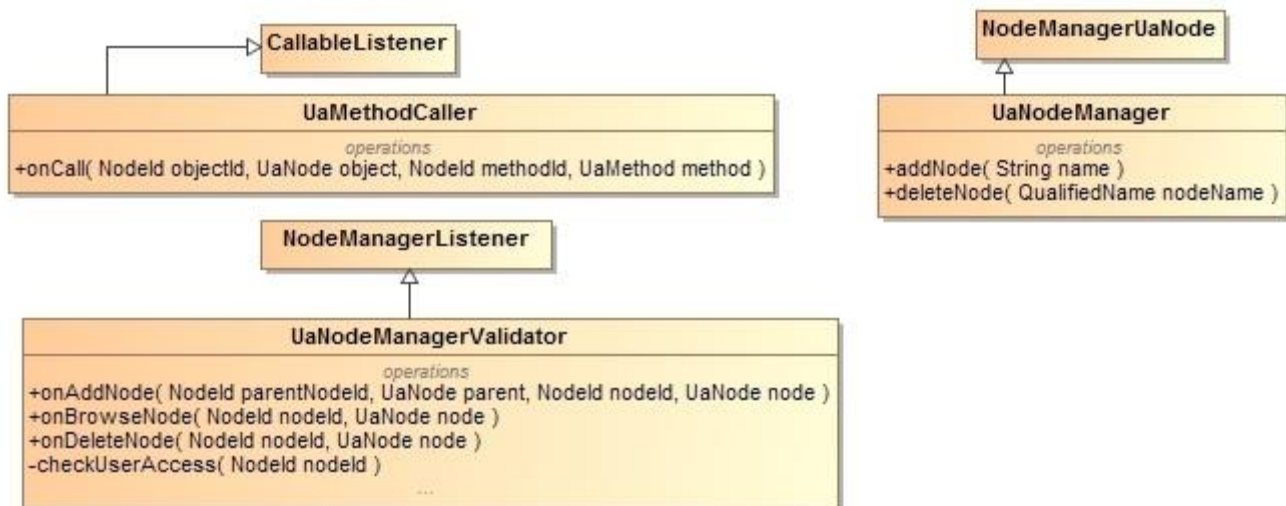 CallableListener
UaMethodCaller
operations
+onCall( NodeId objectId, UaNode object, NodeId methodId, UaMethod method )
NodeManagerUaNode
UaNodeManager
operations
+addNode( String name )
+deleteNode( QualifiedName nodeName )
NodeManagerListener
UaNodeManagerValidator
operations
+onAddNode( NodeId parentNodeId, UaNode parent, NodeId nodeId, UaNode node )
+onBrowseNode( NodeId nodeId, UaNode node )
+onDeleteNode( NodeId nodeId, UaNode node )
-checkUserAccess( NodeId nodeId )
...